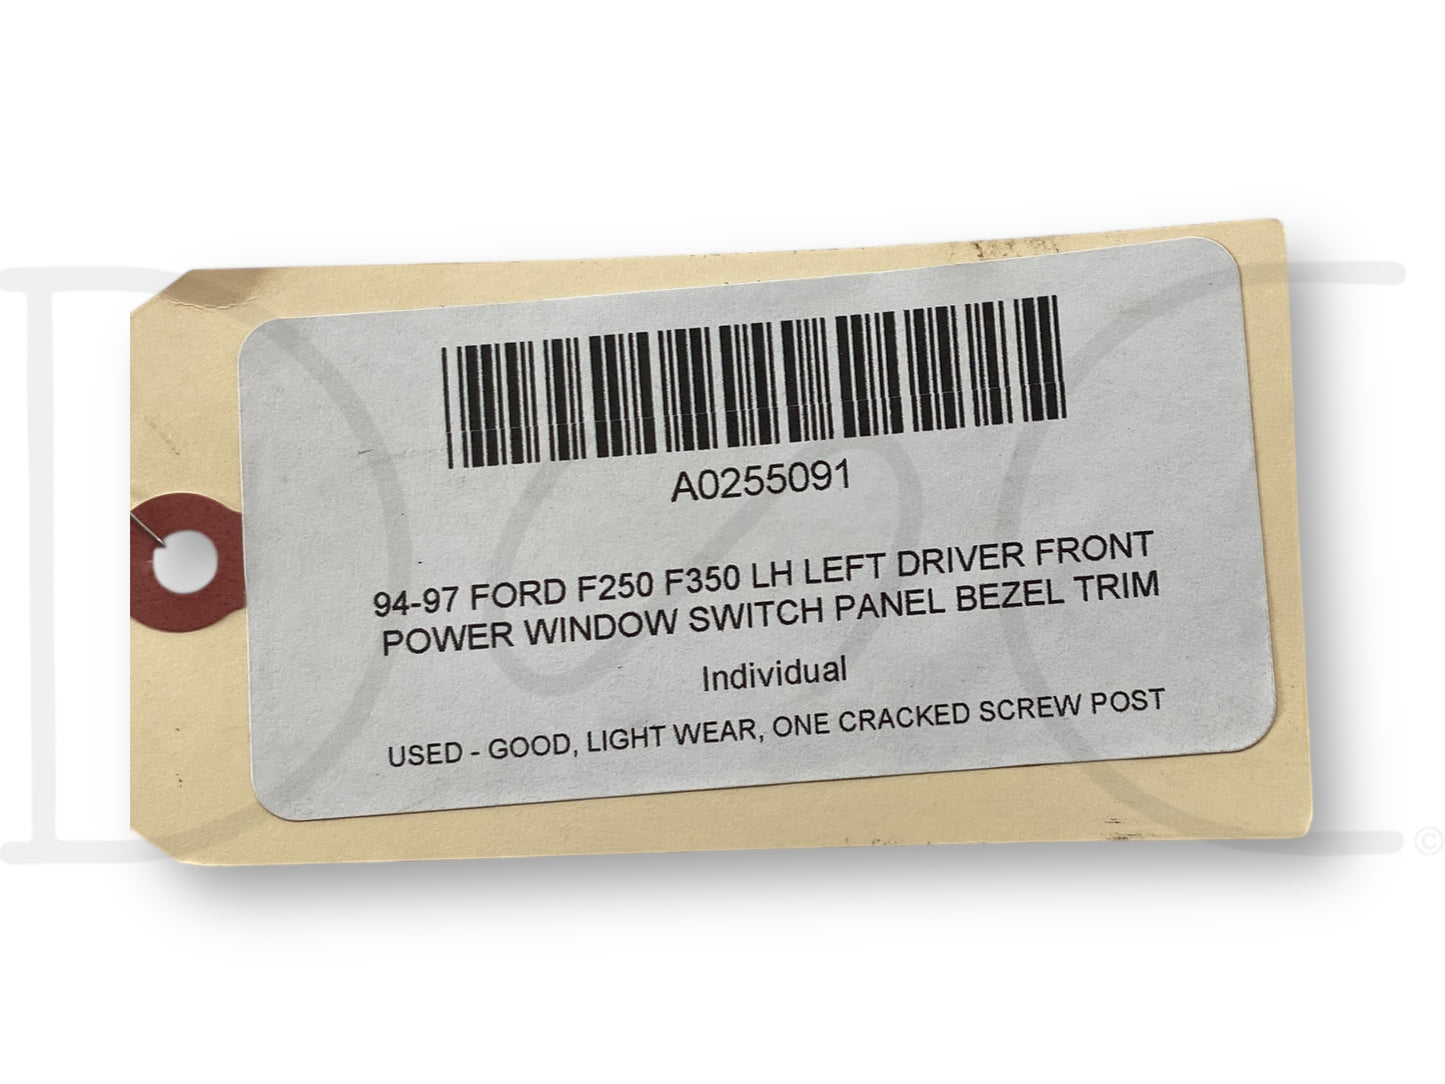 A0255091
94-97 FORD F250 F350 LH LEFT DRIVER FRONT
POWER WINDOW SWITCH PANEL BEZEL TRIM
Individual
USED - GOOD, LIGHT WEAR, ONE CRACKED SCREW POST
©